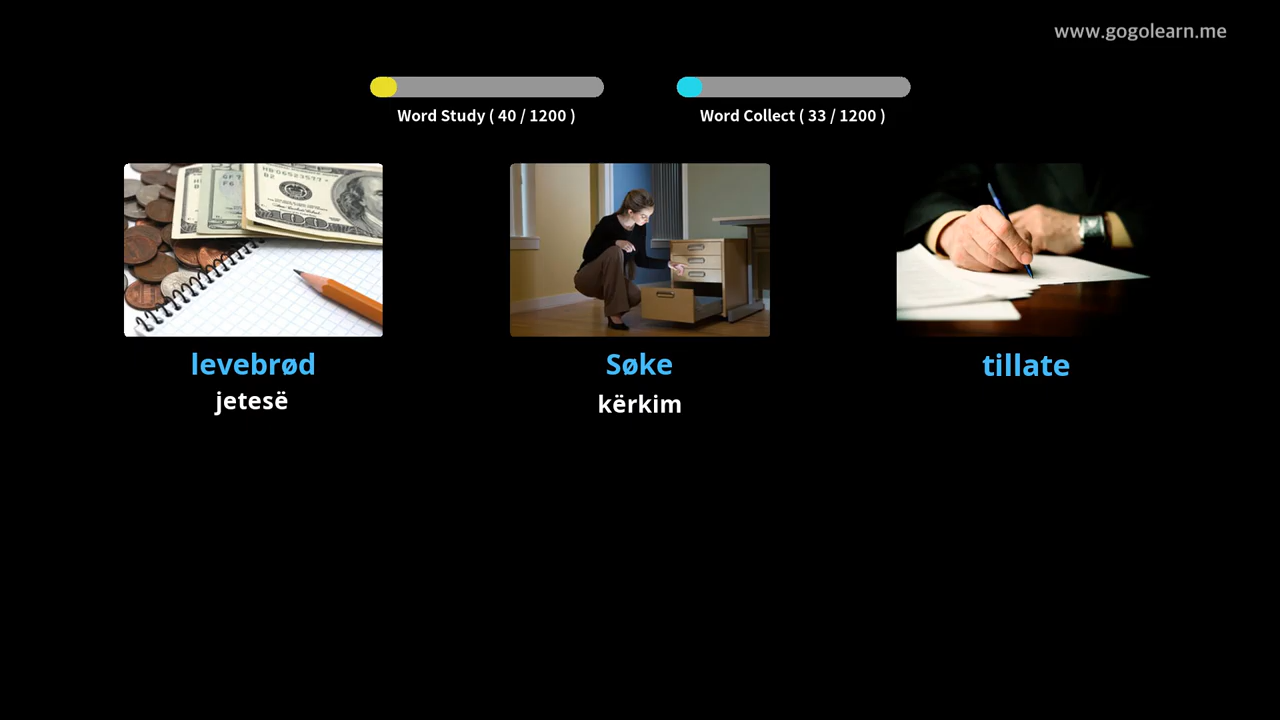 www.gogolearn.me
Word Study ( 40 / 1200 )
Word Collect ( 33 / 1200 )
levebrød
jetesë
Søke
kërkim
tillate